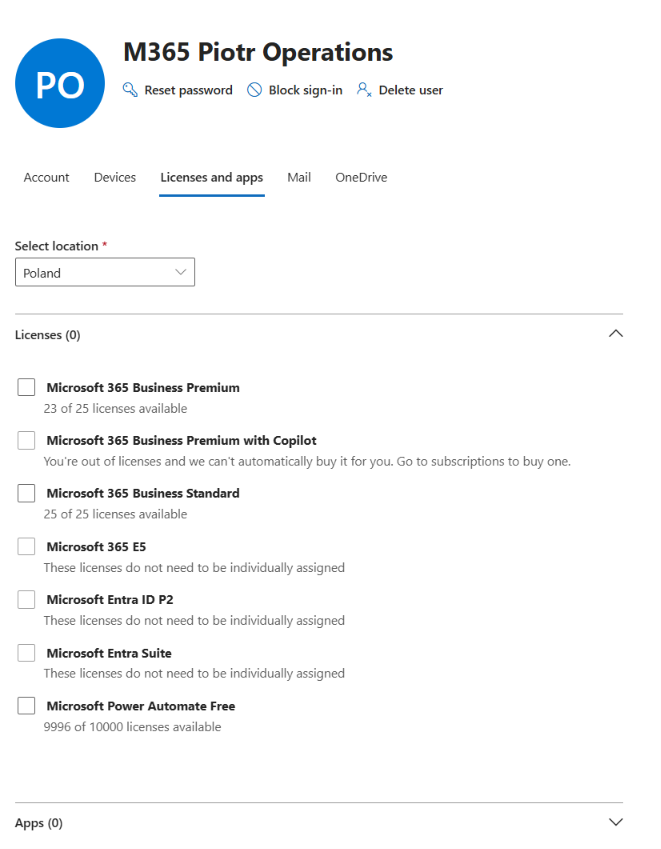 PO
M365 Piotr Operations
Reset password Block sign-in Delete user
Account Devices Licenses and apps Mail OneDrive
Select location *
Poland
Licenses (0)
Microsoft 365 Business Premium
23 of 25 licenses available
Microsoft 365 Business Premium with Copilot
You're out of licenses and we can't automatically buy it for you. Go to subscriptions to buy one.
Microsoft 365 Business Standard
25 of 25 licenses available
Microsoft 365 E5
These licenses do not need to be individually assigned
Microsoft Entra ID P2
These licenses do not need to be individually assigned
Microsoft Entra Suite
These licenses do not need to be individually assigned
Microsoft Power Automate Free
9996 of 10000 licenses available
Apps (0)